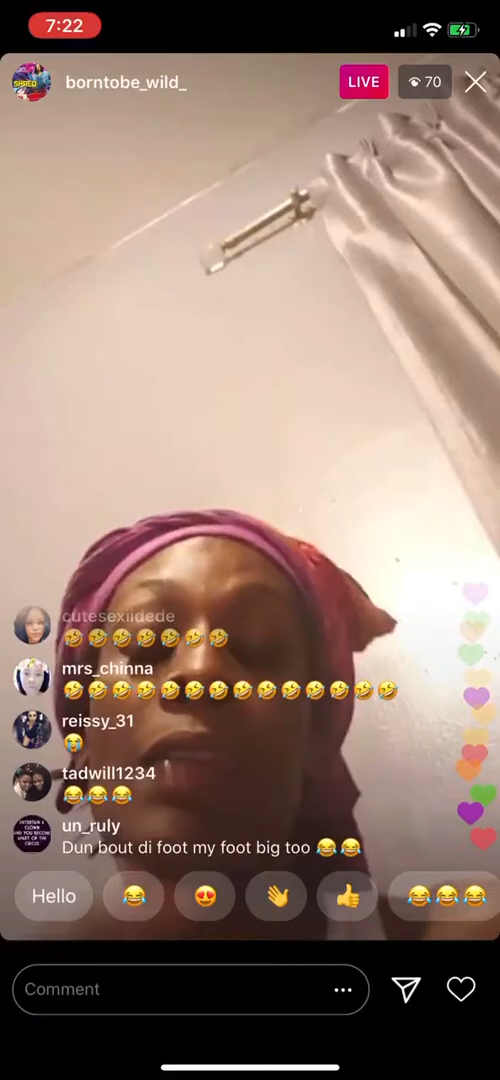 7:22
SHRED
borntobe_wild_
LIVE
70
cutesexiidede
🤣🤣🤣🤣🤣🤣🤣
mrs_chinna
🤣🤣🤣🤣🤣🤣🤣🤣🤣🤣🤣🤣🤣🤣
reissy_31
😭
tadwill1234
😂😂😂
un_ruly
Dun bout di foot my foot big too 😂😂
Hello 😂 😍 👋 👍 😂😂😂
Comment